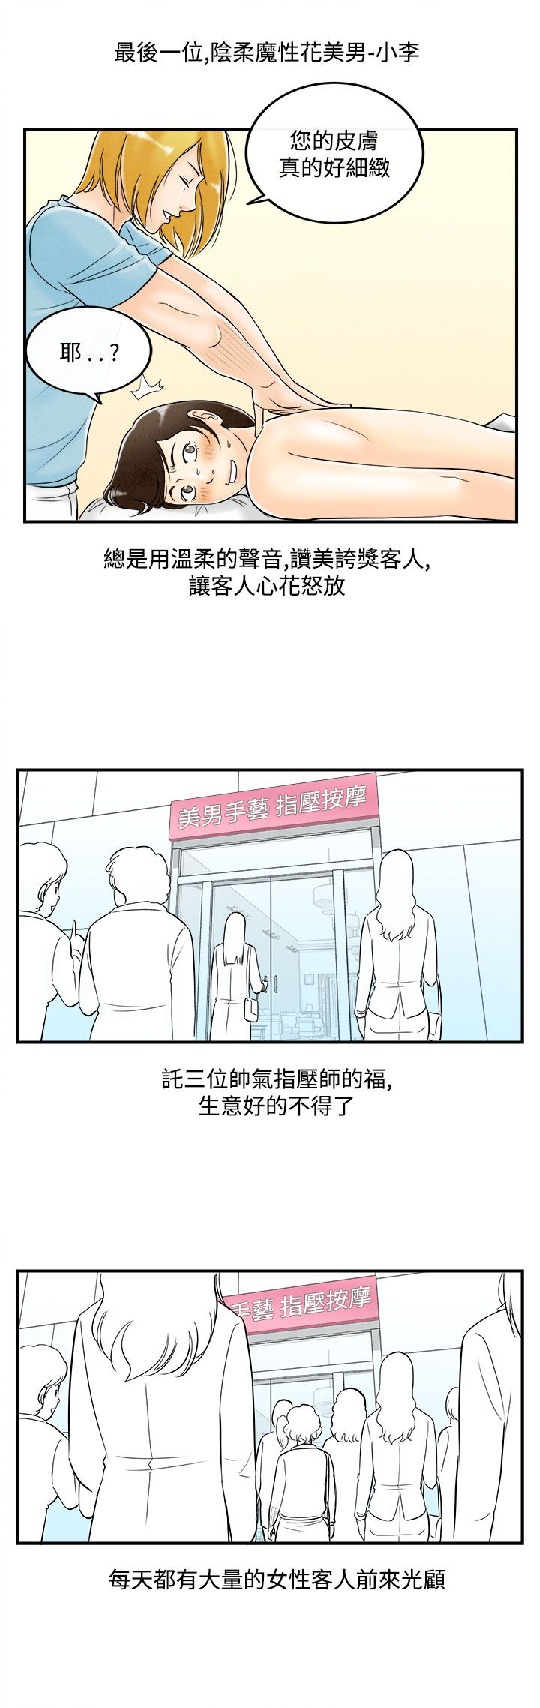 最後一位,陰柔魔性花美男-小李
您的皮膚
真的好細緻
耶...?
總是用溫柔的聲音,讚美誇獎客人,
讓客人心花怒放
美男手藝 指壓按摩
託三位帥氣指壓師的福,
生意好的不得了
手藝 指壓按摩
每天都有大量的女性客人前來光顧